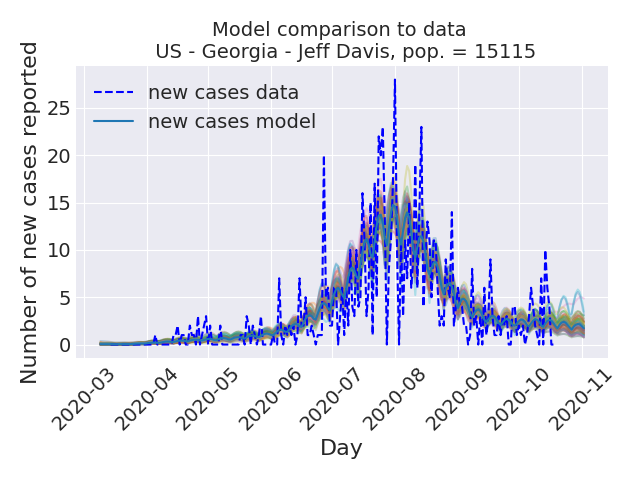 Model comparison to data
US - Georgia - Jeff Davis, pop. = 15115
Number of new cases reported
25
20
15
10
5
0
new cases data
new cases model
2020-03
2020-04
2020-05
2020-06
2020-07
2020-08
2020-09
2020-10
2020-11
Day